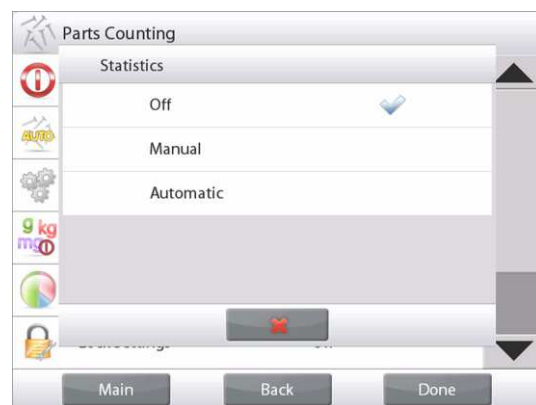 Parts Counting
Statistics
Off
Manual
Automatic
AUTO
g kg
mg
Main
Back
Done